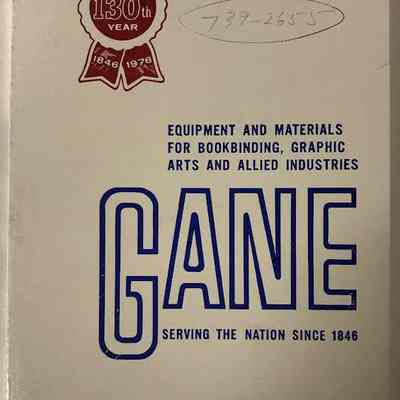 130th
YEAR
1846 1976
739-2655
EQUIPMENT AND MATERIALS
FOR BOOKBINDING, GRAPHIC
ARTS AND ALLIED INDUSTRIES
GANE
SERVING THE NATION SINCE 1846